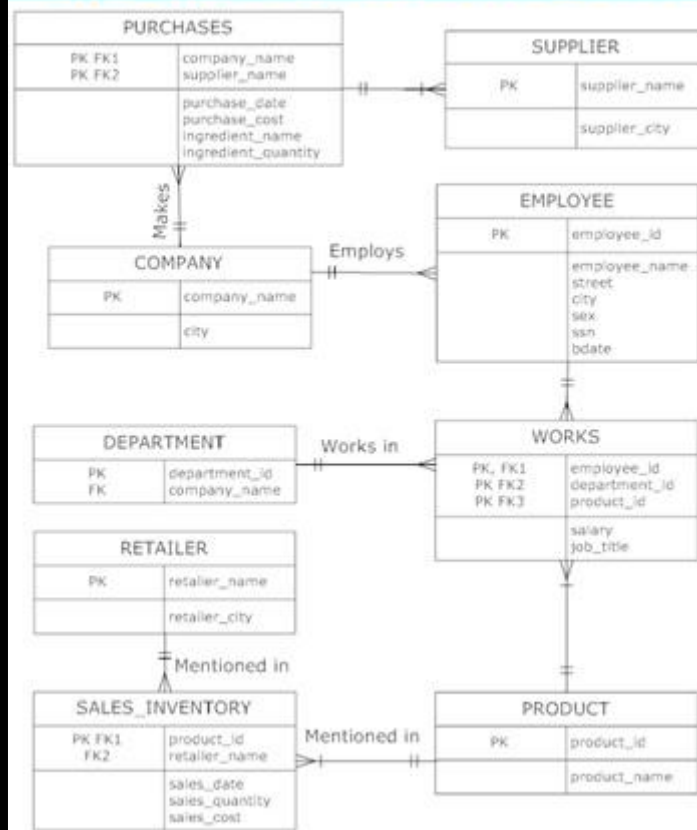 PURCHASES
PK FK1 company_name
PK FK2 supplier_name
purchase_date
purchase_cost
ingredient_name
ingredient_quantity
SUPPLIER
PK supplier_name
supplier_city
Makes
EMPLOYEE
PK employee_id
employee_name
street
city
sex
ssn
bdate
COMPANY
PK company_name
city
Employs
DEPARTMENT
PK department_id
FK company_name
Works in
WORKS
PK, FK1 employee_id
PK FK2 department_id
PK FK3 product_id
salary
job_title
RETAILER
PK retailer_name
retailer_city
Mentioned in
SALES_INVENTORY
PK FK1 product_id
FK2 retailer_name
sales_date
sales_quantity
sales_cost
Mentioned in
PRODUCT
PK product_id
product_name